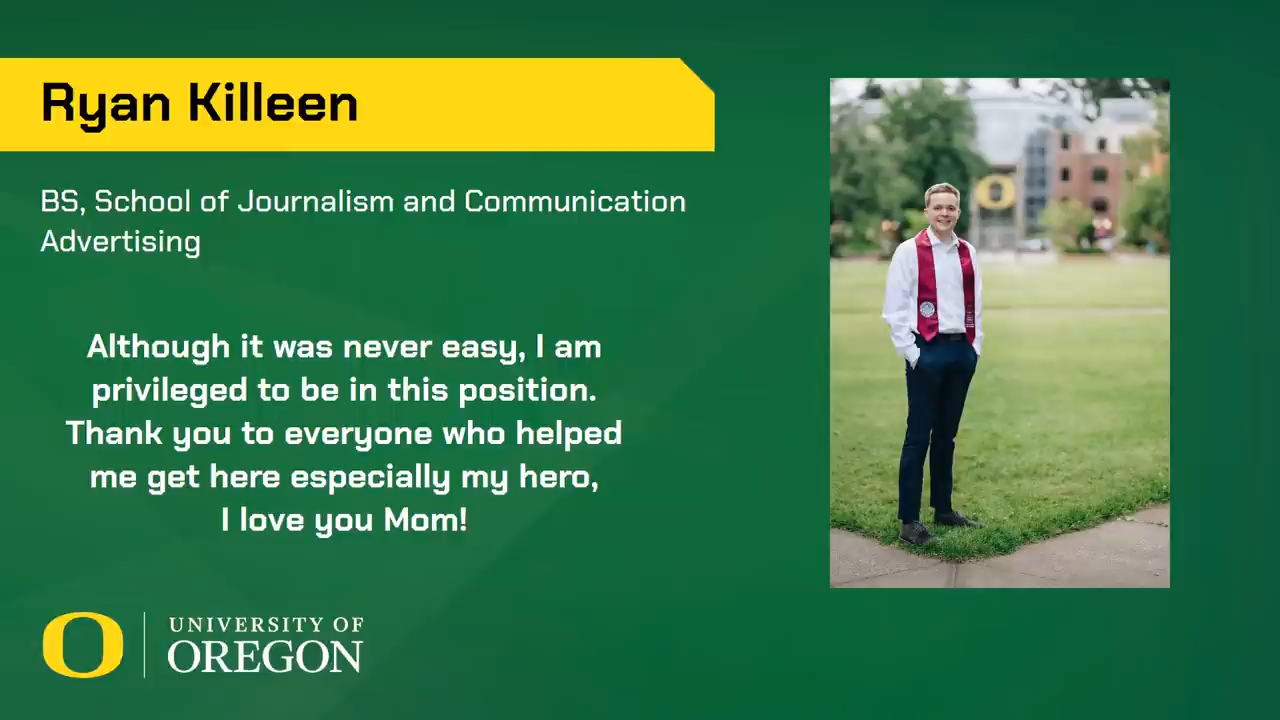 Ryan Killeen
BS, School of Journalism and Communication
Advertising
Although it was never easy, I am
privileged to be in this position.
Thank you to everyone who helped
me get here especially my hero,
I love you Mom!
O
UNIVERSITY OF
OREGON